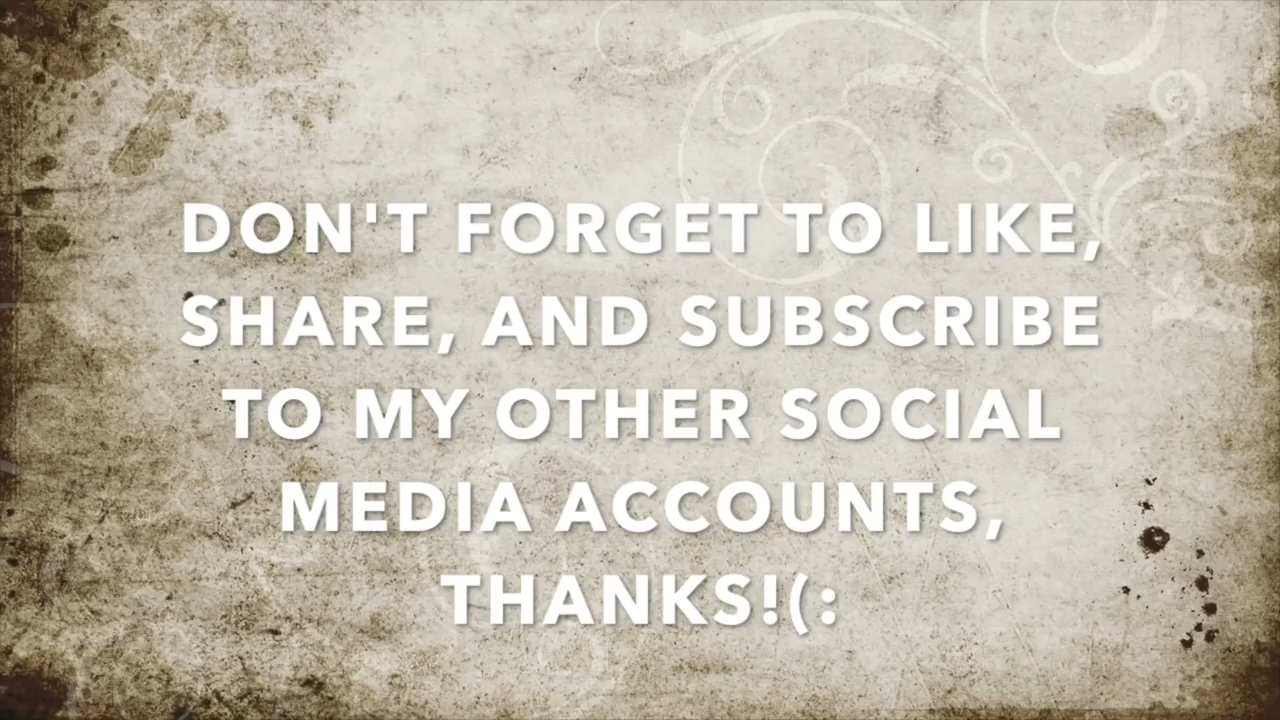 DON'T FORGET TO LIKE,
SHARE, AND SUBSCRIBE
TO MY OTHER SOCIAL
MEDIA ACCOUNTS,
THANKS!(: